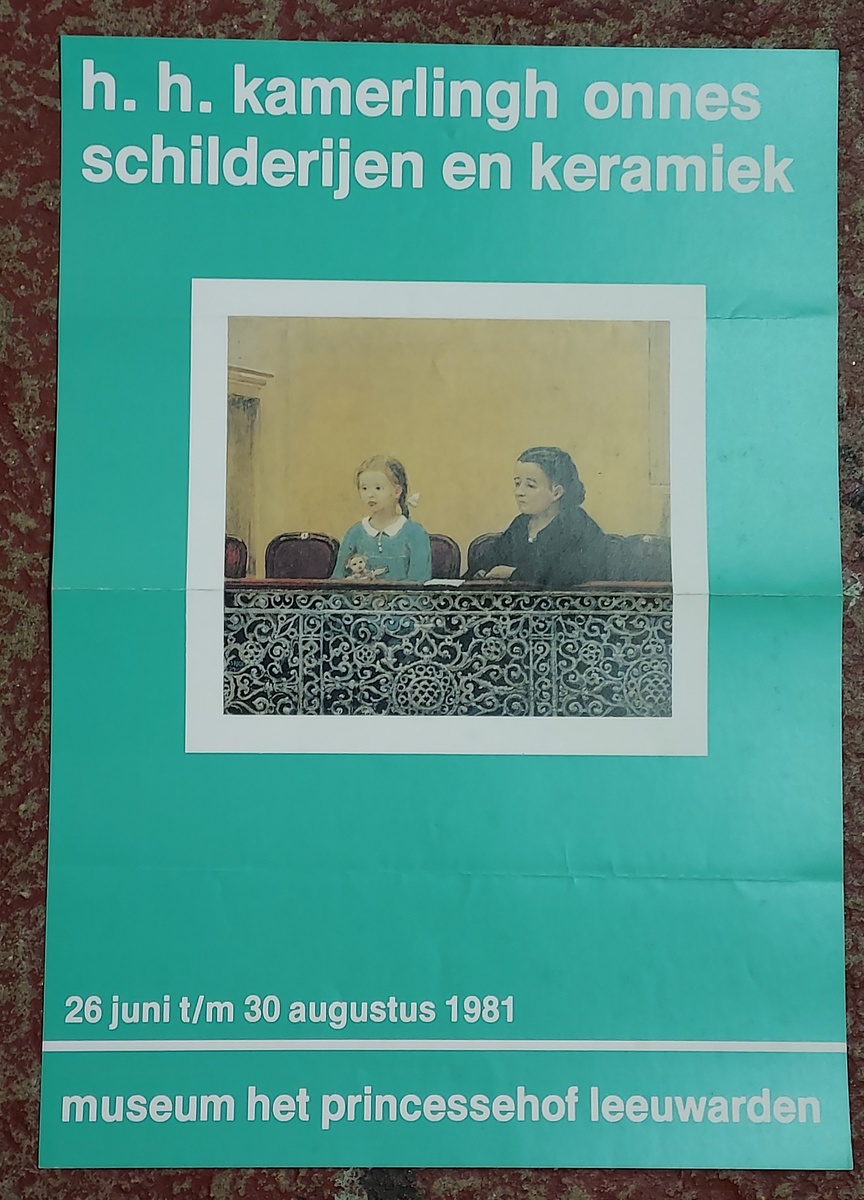 h. h. kamerlingh onnes
schilderijen en keramiek
26 juni t/m 30 augustus 1981
museum het princessehof leeuwarden